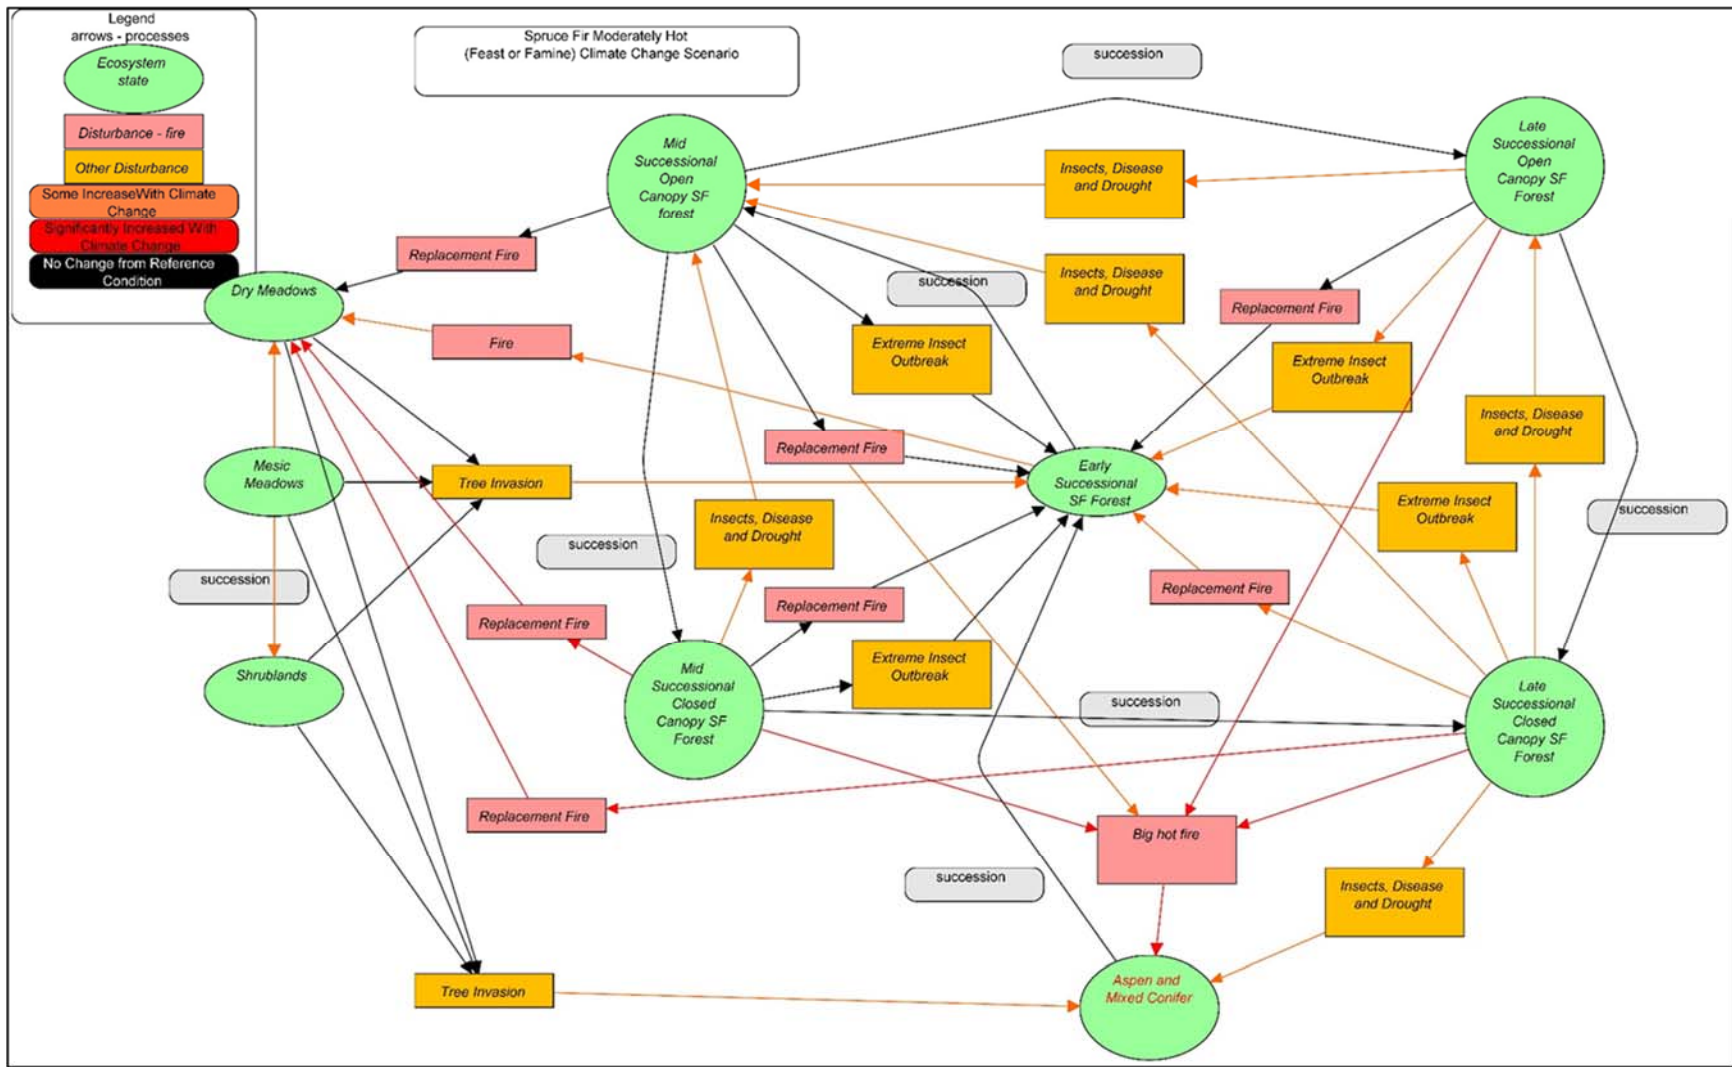 Legend
arrows - processes
Ecosystem
state
Disturbance - fire
Other Disturbance
Some IncreaseWith Climate
Change
Significantly Increased With
Climate Change
No Change from Reference
Condition
Spruce Fir Moderately Hot
(Feast or Famine) Climate Change Scenario
succession
Mid
Successional
Open
Canopy SF
forest
Insects, Disease
and Drought
Late
Successional
Open
Canopy SF
Forest
Replacement Fire
Dry Meadows
succession
Insects, Disease
and Drought
Replacement Fire
Fire
Extreme Insect
Outbreak
Extreme Insect
Outbreak
Insects, Disease
and Drought
Replacement Fire
Mesic
Meadows
Tree Invasion
Early
Successional
SF Forest
Extreme Insect
Outbreak
succession
Insects, Disease
and Drought
succession
succession
Replacement Fire
Replacement Fire
Replacement Fire
Shrublands
Mid
Successional
Closed
Canopy SF
Forest
Extreme Insect
Outbreak
succession
Late
Successional
Closed
Canopy SF
Forest
Replacement Fire
Big hot fire
succession
Insects, Disease
and Drought
Tree Invasion
Aspen and
Mixed Conifer